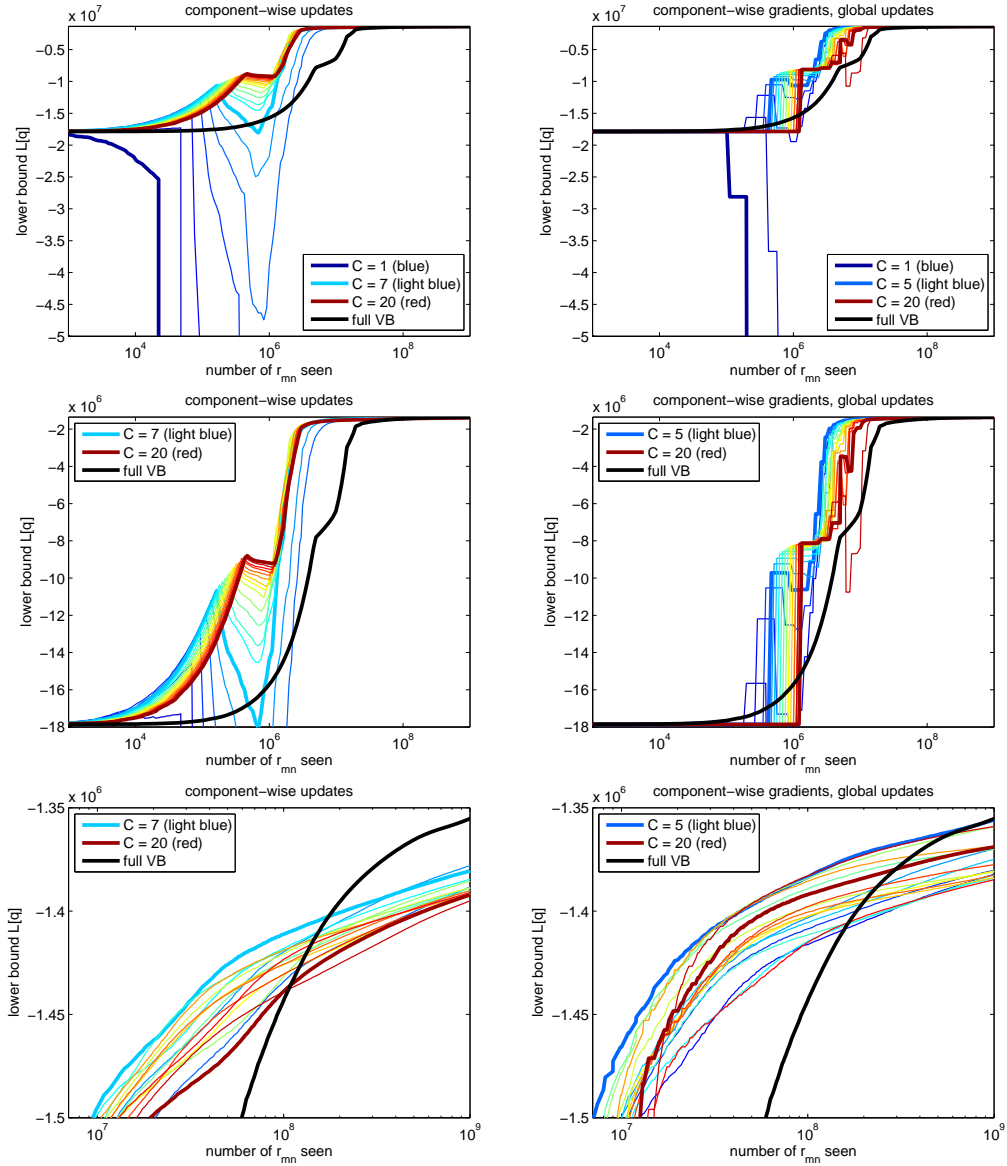 component-wise updates
x 10^7
-0.5
-1
-1.5
-2
-2.5
-3
-3.5
-4
-4.5
-5
lower bound L[q]
C = 1 (blue)
C = 7 (light blue)
C = 20 (red)
full VB
10^4
10^6
10^8
number of r_mn seen
component-wise gradients, global updates
x 10^7
-0.5
-1
-1.5
-2
-2.5
-3
-3.5
-4
-4.5
-5
lower bound L[q]
C = 1 (blue)
C = 5 (light blue)
C = 20 (red)
full VB
10^4
10^6
10^8
number of r_mn seen
component-wise updates
x 10^6
-2
-4
-6
-8
-10
-12
-14
-16
-18
lower bound L[q]
C = 7 (light blue)
C = 20 (red)
full VB
10^4
10^6
10^8
number of r_mn seen
component-wise gradients, global updates
x 10^6
-2
-4
-6
-8
-10
-12
-14
-16
-18
lower bound L[q]
C = 5 (light blue)
C = 20 (red)
full VB
10^4
10^6
10^8
number of r_mn seen
component-wise updates
x 10^6
-1.35
-1.4
-1.45
-1.5
lower bound L[q]
C = 7 (light blue)
C = 20 (red)
full VB
10^7
10^8
10^9
number of r_mn seen
component-wise gradients, global updates
x 10^6
-1.35
-1.4
-1.45
-1.5
lower bound L[q]
C = 5 (light blue)
C = 20 (red)
full VB
10^7
10^8
10^9
number of r_mn seen